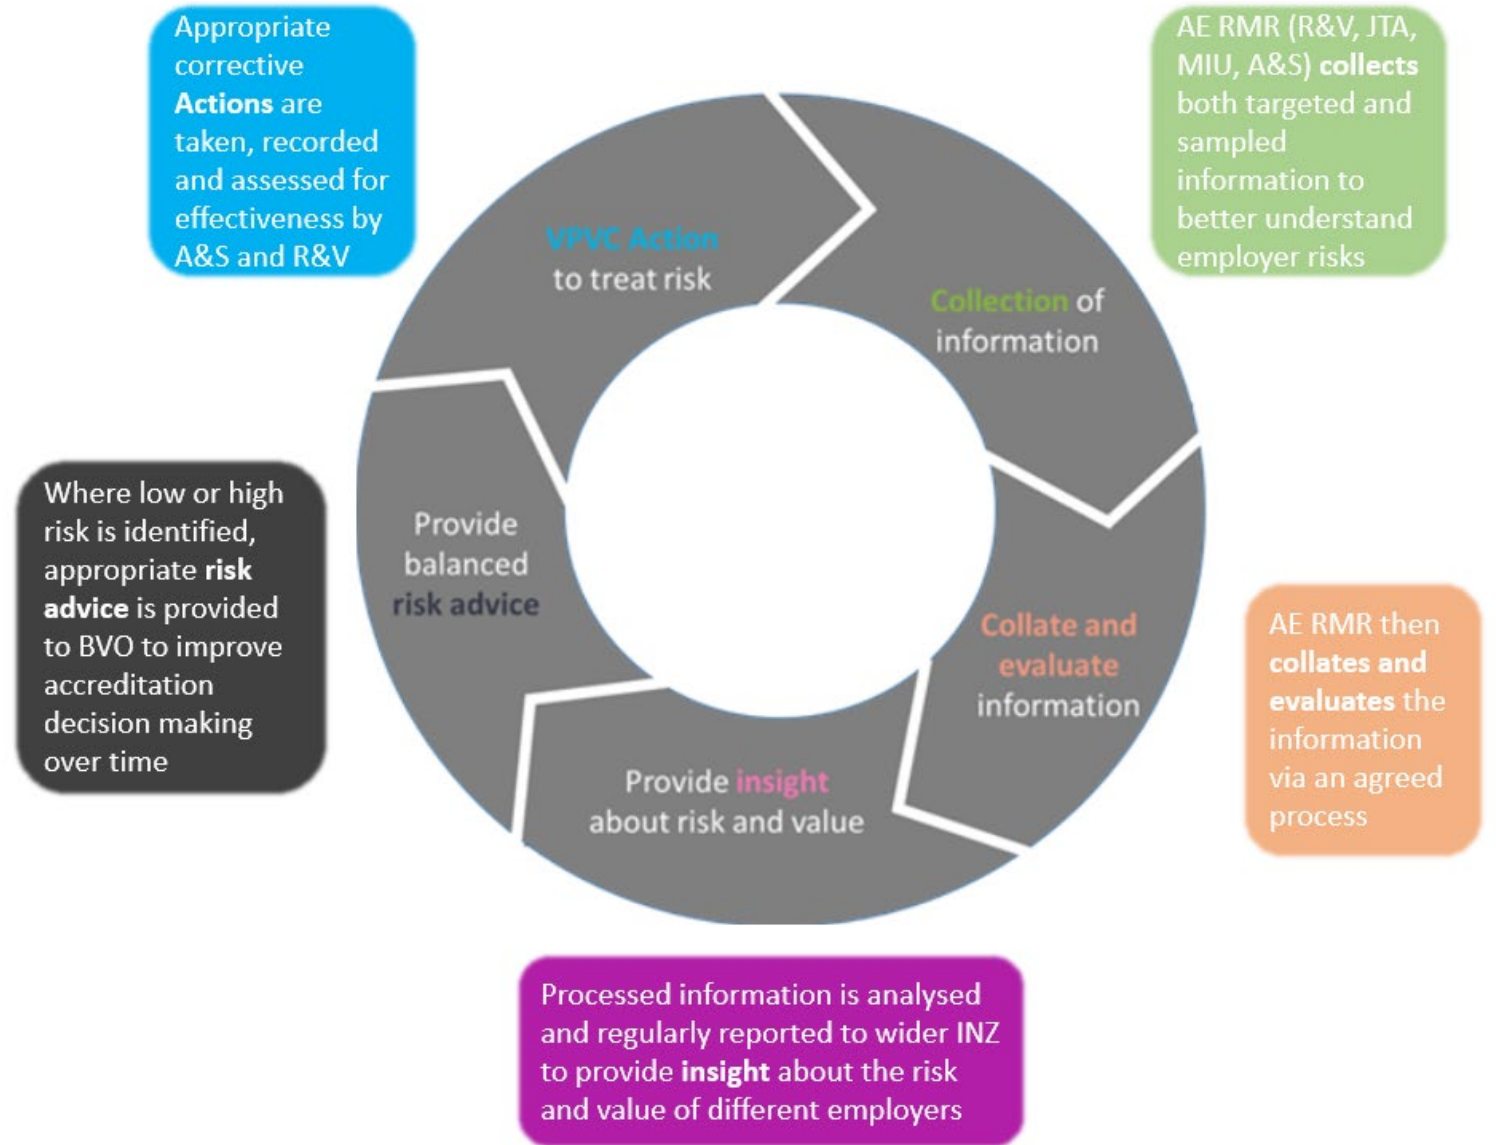 Appropriate
corrective
Actions are
taken, recorded
and assessed for
effectiveness by
A&S and R&V
AE RMR (R&V, JTA,
MIU, A&S) collects
both targeted and
sampled
information to
better understand
employer risks
VPVC Action
to treat risk
Collection of
information
Where low or high
risk is identified,
appropriate risk
advice is provided
to BVO to improve
accreditation
decision making
over time
Provide
balanced
risk advice
Collate and
evaluate
information
AE RMR then
collates and
evaluates the
information
via an agreed
process
Provide insight
about risk and value
Processed information is analysed
and regularly reported to wider INZ
to provide insight about the risk
and value of different employers